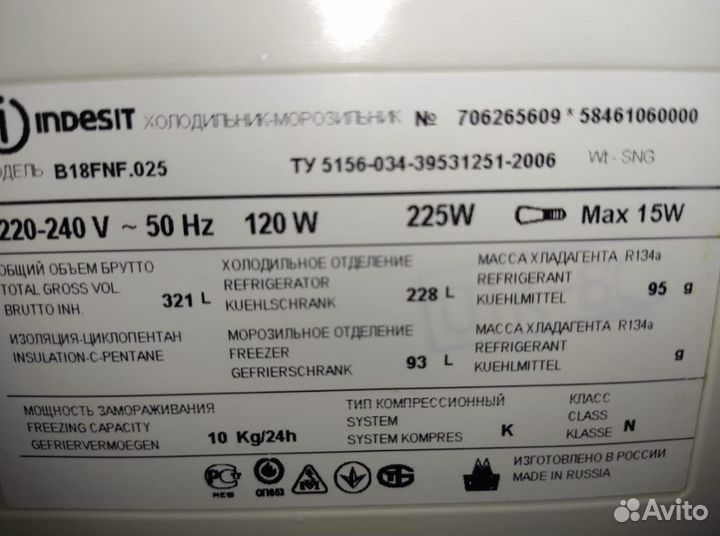 INDESIT ХОЛОДИЛЬНИК-МОРОЗИЛЬНИК № 706265609 * 58461060000
ОДЕЛЬ B18FNF.025 ТУ 5156-034-39531251-2006 Wt - SNG
220-240 V ~ 50 Hz 120 W 225W Max 15W
ОБЩИЙ ОБЪЕМ БРУТТО
TOTAL GROSS VOL
BRUTTO INH. 321 L
ХОЛОДИЛЬНОЕ ОТДЕЛЕНИЕ
REFRIGERATOR
KUEHLSCHRANK 228 L
МАССА ХЛАДАГЕНТА R134a
REFRIGERANT
KUEHLMITTEL 95 g
ИЗОЛЯЦИЯ-ЦИКЛОПЕНТАН
INSULATION-C-PENTANE
МОРОЗИЛЬНОЕ ОТДЕЛЕНИЕ
FREEZER
GEFRIERSCHRANK 93 L
МАССА ХЛАДАГЕНТА R134a
REFRIGERANT
KUEHLMITTEL g
МОЩНОСТЬ ЗАМОРАЖИВАНИЯ
FREEZING CAPACITY
GEFRIERVERMOEGEN 10 Kg/24h
ТИП КОМПРЕССИОННЫЙ
SYSTEM
SYSTEM KOMPRES K
КЛАСС
CLASS
KLASSE N
РС
МЕ10
ОП663
ИЗГОТОВЛЕНО В РОССИИ
MADE IN RUSSIA
Avito